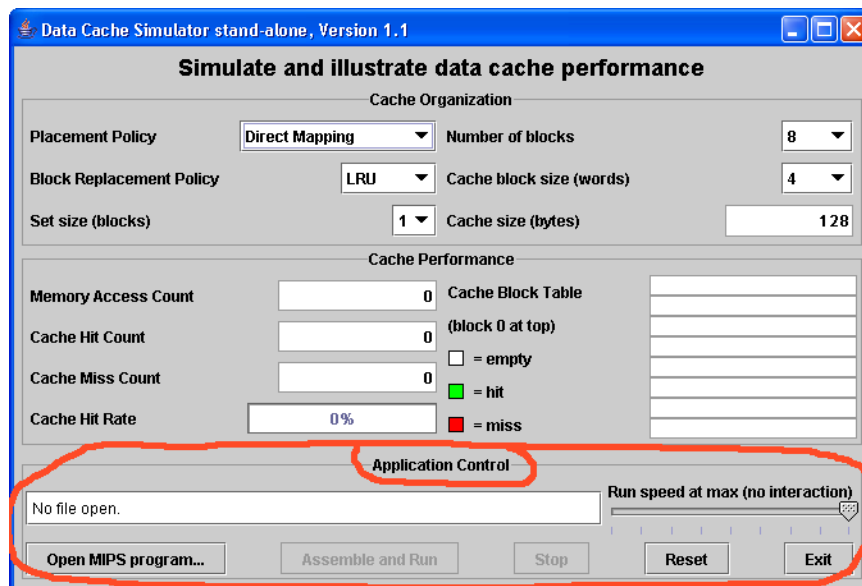 Data Cache Simulator stand-alone, Version 1.1
Simulate and illustrate data cache performance
Cache Organization
Placement Policy Direct Mapping Number of blocks 8
Block Replacement Policy LRU Cache block size (words) 4
Set size (blocks) 1 Cache size (bytes) 128
Cache Performance
Memory Access Count 0 Cache Block Table
(block 0 at top)
Cache Hit Count 0
= empty
Cache Miss Count 0
= hit
Cache Hit Rate 0%
= miss
Application Control
Run speed at max (no interaction)
No file open.
Open MIPS program... Assemble and Run Stop Reset Exit